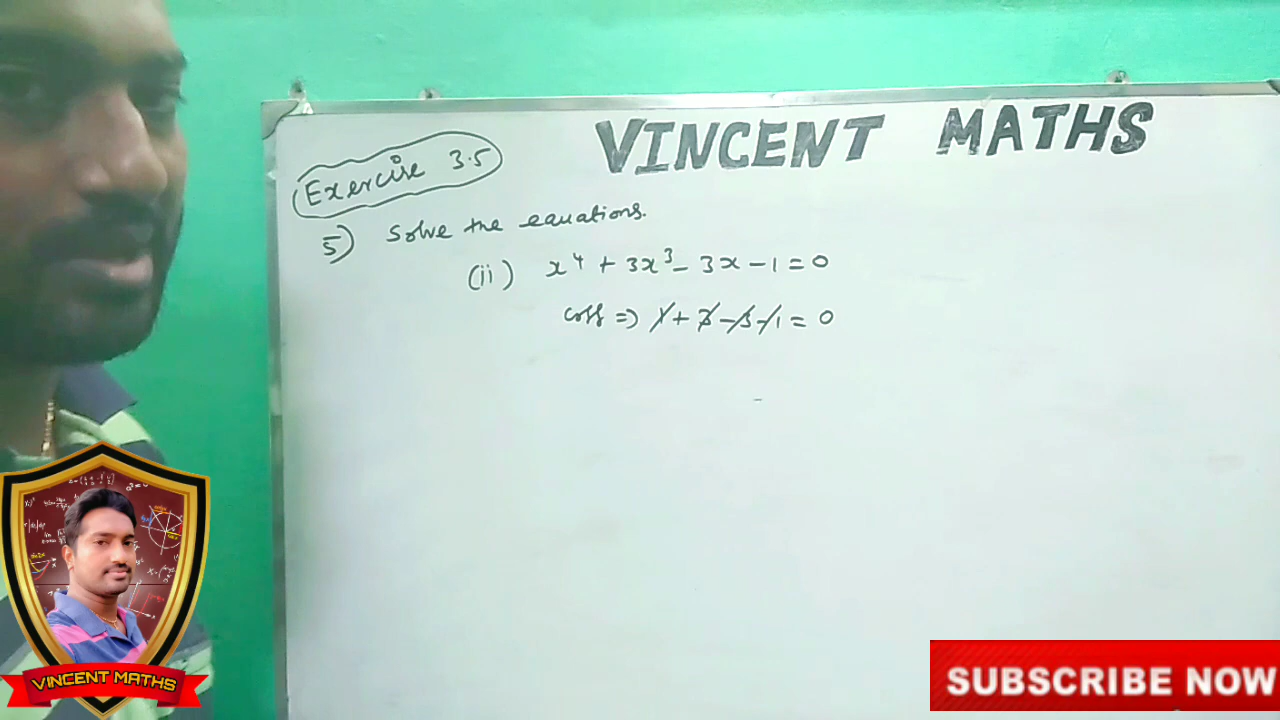 VINCENT MATHS
Exercise 3.5
5) Solve the equations.
(ii) x⁴ + 3x³ - 3x - 1 = 0
coff ⇒ 1 + 3 - 3 - 1 = 0
VINCENT MATHS
SUBSCRIBE NOW